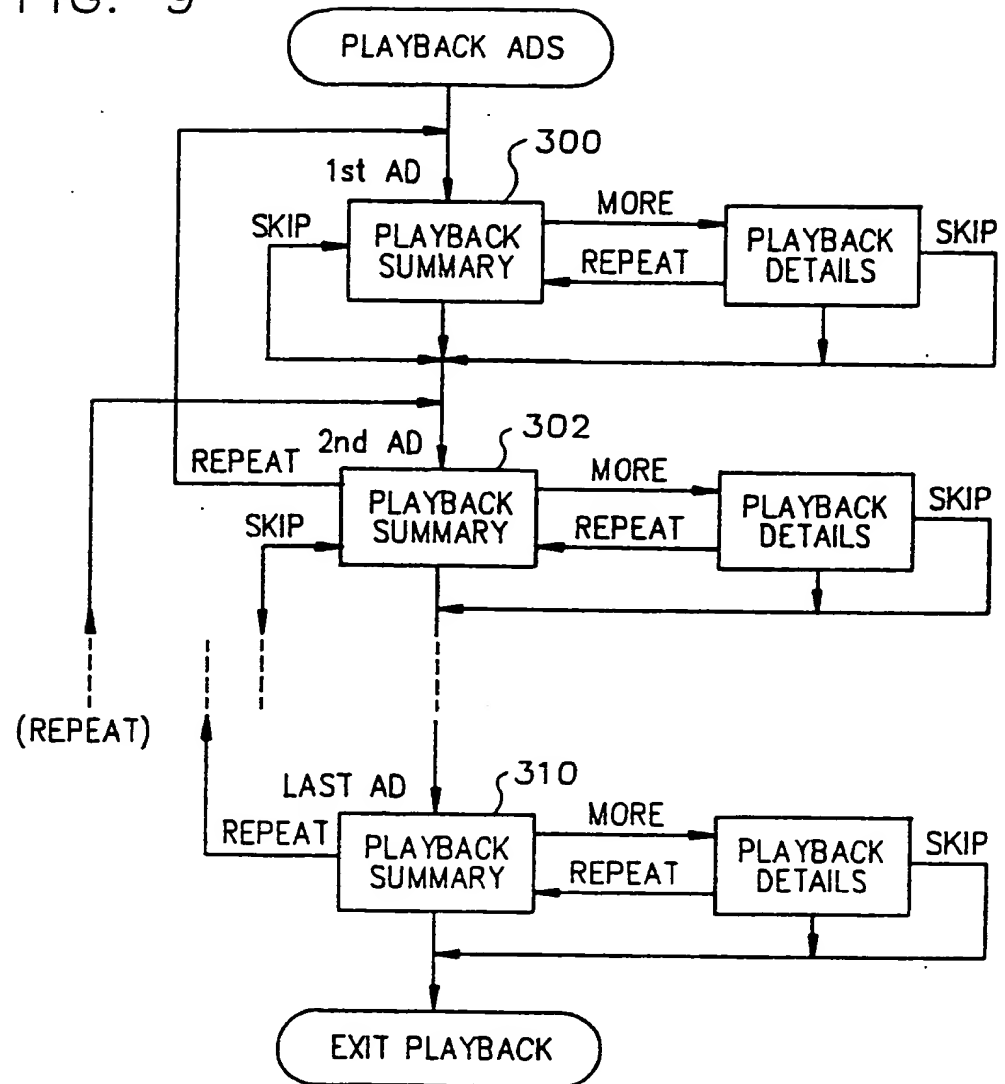 FIG. 9
PLAYBACK ADS
300
1st AD
SKIP
PLAYBACK
SUMMARY
MORE
REPEAT
PLAYBACK
DETAILS
SKIP
302
2nd AD
REPEAT
SKIP
PLAYBACK
SUMMARY
MORE
REPEAT
PLAYBACK
DETAILS
SKIP
(REPEAT)
310
LAST AD
REPEAT
PLAYBACK
SUMMARY
MORE
REPEAT
PLAYBACK
DETAILS
SKIP
EXIT PLAYBACK